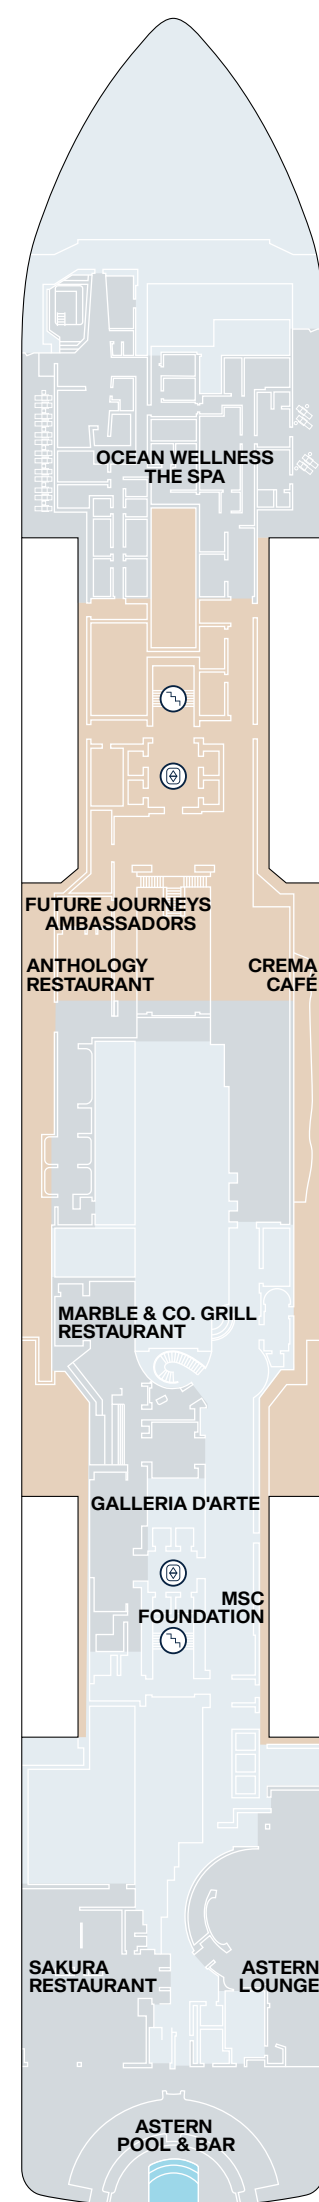 OCEAN WELLNESS
THE SPA
FUTURE JOURNEYS
AMBASSADORS
ANTHOLOGY
RESTAURANT
CREMA
CAFÉ
MARBLE & CO. GRILL
RESTAURANT
GALLERIA D'ARTE
MSC
FOUNDATION
SAKURA
RESTAURANT
ASTERN
LOUNGE
ASTERN
POOL & BAR